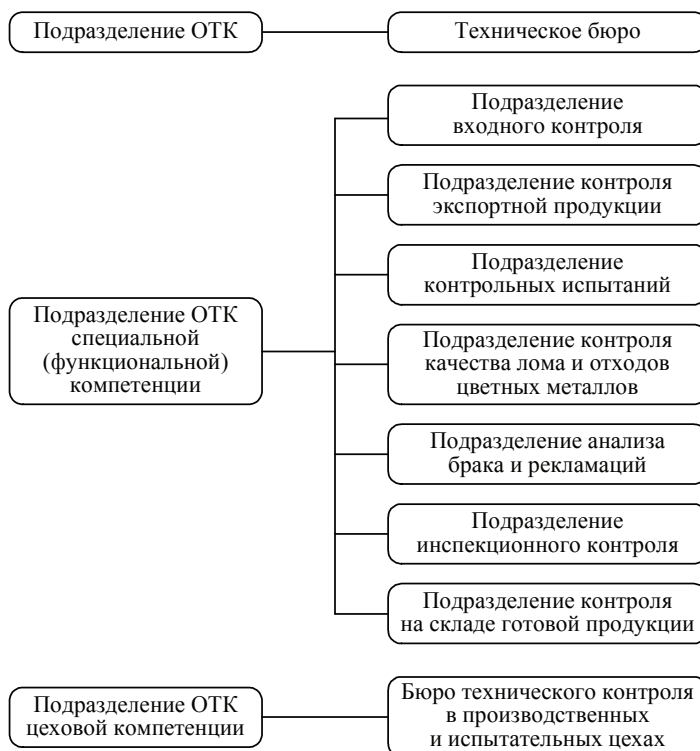 Подразделение ОТК
Техническое бюро
Подразделение
входного контроля
Подразделение контроля
экспортной продукции
Подразделение
контрольных испытаний
Подразделение ОТК
специальной
(функциональной)
компетенции
Подразделение контроля
качества лома и отходов
цветных металлов
Подразделение анализа
брака и рекламаций
Подразделение
инспекционного контроля
Подразделение контроля
на складе готовой продукции
Подразделение ОТК
цеховой компетенции
Бюро технического контроля
в производственных
и испытательных цехах